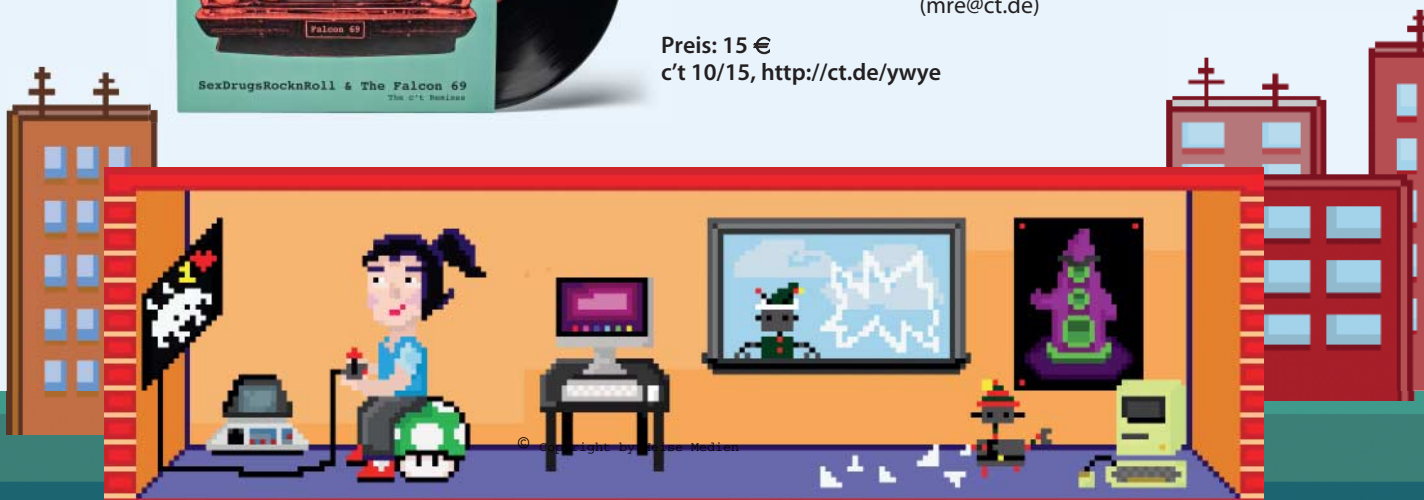 (mre@ct.de)
Falcon 69
Preis: 15 €
c’t 10/15, http://ct.de/ywye
SexDrugsRocknRoll & The Falcon 69
The c't Remixes
1
© Copyright by Heise Medien